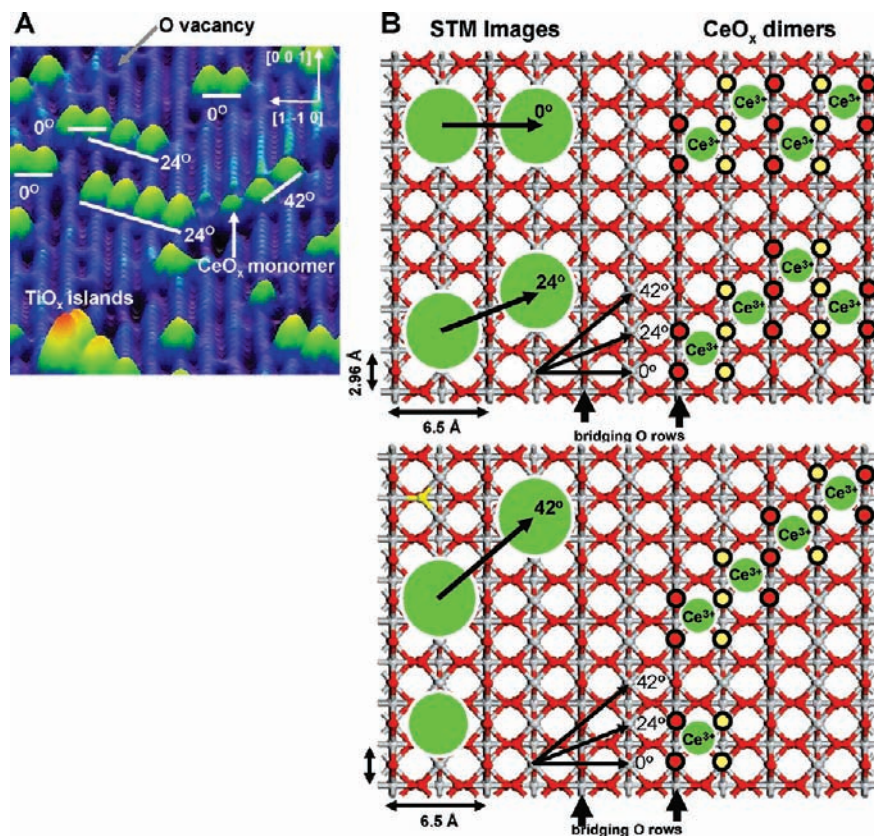 A
O vacancy
[0 0 1]
[1 -1 0]
0°
0°
24°
0°
24°
42°
CeOₓ monomer
TiOₓ islands
B
STM Images
CeOₓ dimers
0°
Ce³⁺
Ce³⁺
Ce³⁺
Ce³⁺
24°
42°
24°
0°
Ce³⁺
Ce³⁺
Ce³⁺
Ce³⁺
2.96 Å
6.5 Å
bridging O rows
42°
Ce³⁺
Ce³⁺
Ce³⁺
Ce³⁺
42°
24°
0°
Ce³⁺
6.5 Å
bridging O rows